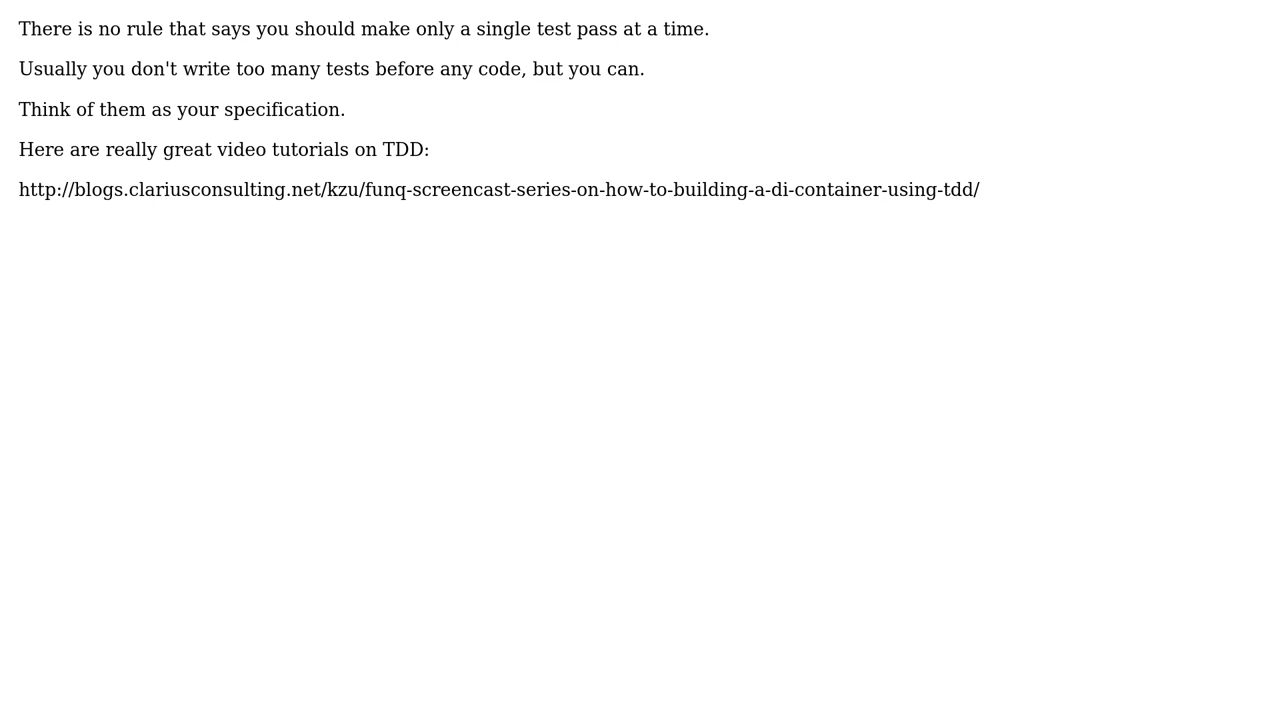 There is no rule that says you should make only a single test pass at a time.
Usually you don't write too many tests before any code, but you can.
Think of them as your specification.
Here are really great video tutorials on TDD:
http://blogs.clariusconsulting.net/kzu/funq-screencast-series-on-how-to-building-a-di-container-using-tdd/